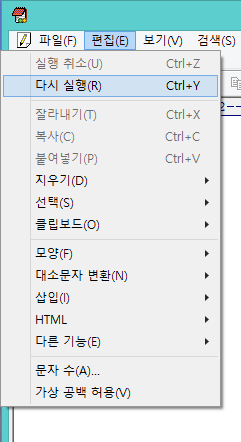 파일(F) 편집(E) 보기(V) 검색(S)
실행 취소(U) Ctrl+Z
다시 실행(R) Ctrl+Y
잘라내기(T) Ctrl+X
복사(C) Ctrl+C
붙여넣기(P) Ctrl+V
지우기(D)
선택(S)
클립보드(O)
모양(F)
대소문자 변환(N)
삽입(I)
HTML
다른 기능(E)
문자 수(A)...
가상 공백 허용(V)